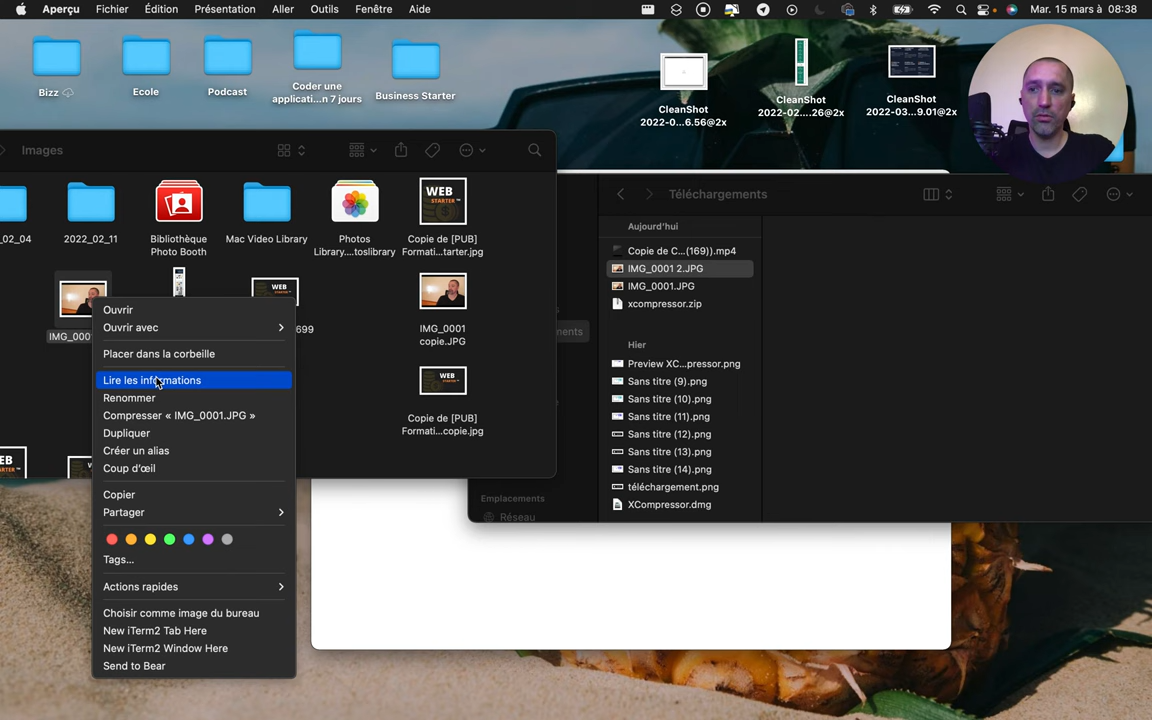 Aperçu Fichier Édition Présentation Aller Outils Fenêtre Aide Mar. 15 mars à 08:38
Bizz
Ecole
Podcast
Coder une
applicati...n 7 jours
Business Starter
CleanShot
2022-0...6.56@2x
CleanShot
2022-02....26@2x
CleanShot
2022-03...9.01@2x
Images
_02_04
2022_02_11
Bibliothèque
Photo Booth
Mac Video Library
Photos
Library....toslibrary
WEB
STARTER
Copie de [PUB]
Formati...tarter.jpg
IMG_000
WEB
699
IMG_0001
copie.JPG
WEB
STARTER
Copie de [PUB]
Formati...copie.jpg
ARTER
WE
Ouvrir
Ouvrir avec
Placer dans la corbeille
Lire les informations
Renommer
Compresser « IMG_0001.JPG »
Dupliquer
Créer un alias
Coup d'œil
Copier
Partager
Tags...
Actions rapides
Choisir comme image du bureau
New iTerm2 Tab Here
New iTerm2 Window Here
Send to Bear
Téléchargements
nents
Emplacements
Réseau
Aujourd'hui
Copie de C...(169)).mp4
IMG_0001 2.JPG
IMG_0001.JPG
xcompressor.zip
Hier
Preview XC...pressor.png
Sans titre (9).png
Sans titre (10).png
Sans titre (11).png
Sans titre (12).png
Sans titre (13).png
Sans titre (14).png
téléchargement.png
XCompressor.dmg